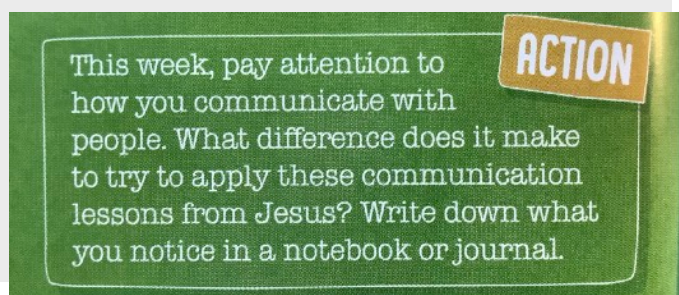 ACTION
This week, pay attention to
how you communicate with
people. What difference does it make
to try to apply these communication
lessons from Jesus? Write down what
you notice in a notebook or journal.